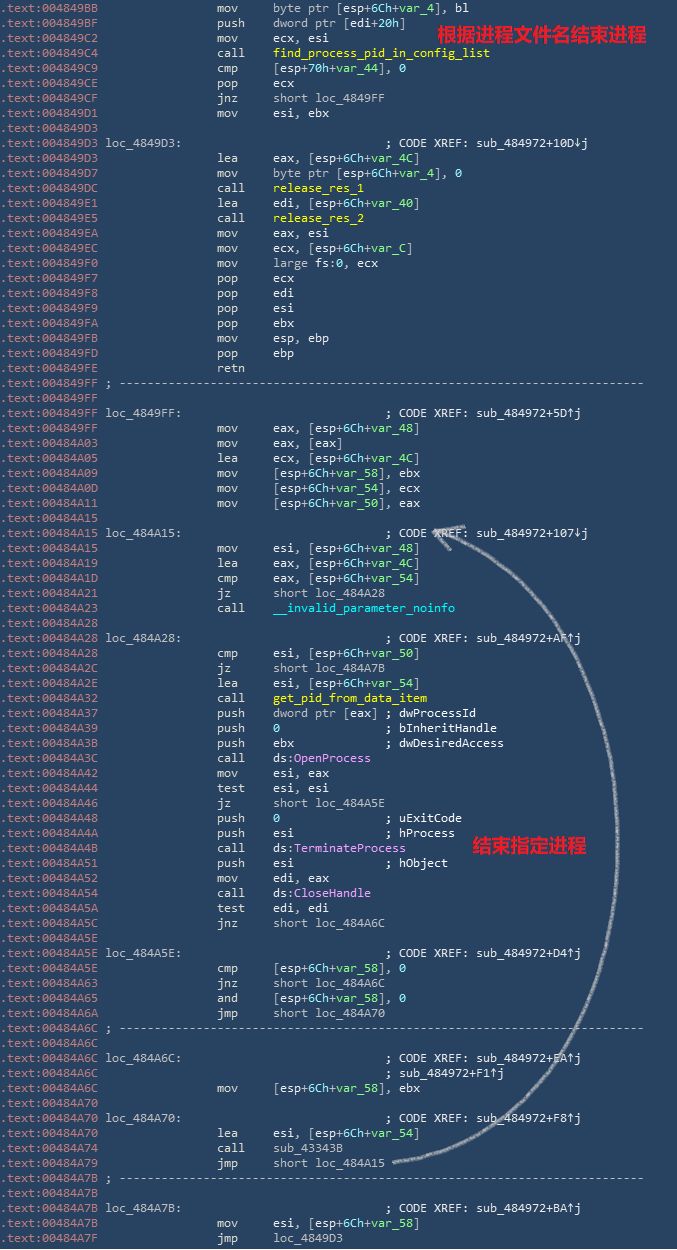 .text:004849BB mov byte ptr [esp+6Ch+var_4], bl
.text:004849BF push dword ptr [edi+20h]
根据进程文件名结束进程
.text:004849C2 mov ecx, esi
.text:004849C4 call find_process_pid_in_config_list
.text:004849C9 cmp [esp+70h+var_44], 0
.text:004849CE pop ecx
.text:004849CF jnz short loc_4849FF
.text:004849D1 mov esi, ebx
.text:004849D3
.text:004849D3 loc_4849D3: ; CODE XREF: sub_484972+10D↓j
.text:004849D3 lea eax, [esp+6Ch+var_4C]
.text:004849D7 mov byte ptr [esp+6Ch+var_4], 0
.text:004849DC call release_res_1
.text:004849E1 lea edi, [esp+6Ch+var_40]
.text:004849E5 call release_res_2
.text:004849EA mov eax, esi
.text:004849EC mov ecx, [esp+6Ch+var_C]
.text:004849F0 mov large fs:0, ecx
.text:004849F7 pop ecx
.text:004849F8 pop edi
.text:004849F9 pop esi
.text:004849FA pop ebx
.text:004849FB mov esp, ebp
.text:004849FD pop ebp
.text:004849FE retn
.text:004849FF ; ---------------------------------------------------------------------------
.text:004849FF
.text:004849FF loc_4849FF: ; CODE XREF: sub_484972+5D↑j
.text:004849FF mov eax, [esp+6Ch+var_48]
.text:00484A03 mov eax, [eax]
.text:00484A05 lea ecx, [esp+6Ch+var_4C]
.text:00484A09 mov [esp+6Ch+var_58], ebx
.text:00484A0D mov [esp+6Ch+var_54], ecx
.text:00484A11 mov [esp+6Ch+var_50], eax
.text:00484A15
.text:00484A15 loc_484A15: ; CODE XREF: sub_484972+107↓j
.text:00484A15 mov esi, [esp+6Ch+var_48]
.text:00484A19 lea eax, [esp+6Ch+var_4C]
.text:00484A1D cmp eax, [esp+6Ch+var_54]
.text:00484A21 jz short loc_484A28
.text:00484A23 call __invalid_parameter_noinfo
.text:00484A28
.text:00484A28 loc_484A28: ; CODE XREF: sub_484972+AF↑j
.text:00484A28 cmp esi, [esp+6Ch+var_50]
.text:00484A2C jz short loc_484A7B
.text:00484A2E lea esi, [esp+6Ch+var_54]
.text:00484A32 call get_pid_from_data_item
.text:00484A37 push dword ptr [eax] ; dwProcessId
.text:00484A39 push 0 ; bInheritHandle
.text:00484A3B push ebx ; dwDesiredAccess
.text:00484A3C call ds:OpenProcess
.text:00484A42 mov esi, eax
.text:00484A44 test esi, esi
.text:00484A46 jz short loc_484A5E
.text:00484A48 push 0 ; uExitCode
.text:00484A4A push esi ; hProcess
.text:00484A4B call ds:TerminateProcess
结束指定进程
.text:00484A51 push esi ; hObject
.text:00484A52 mov edi, eax
.text:00484A54 call ds:CloseHandle
.text:00484A5A test edi, edi
.text:00484A5C jnz short loc_484A6C
.text:00484A5E
.text:00484A5E loc_484A5E: ; CODE XREF: sub_484972+D4↑j
.text:00484A5E cmp [esp+6Ch+var_58], 0
.text:00484A63 jnz short loc_484A6C
.text:00484A65 and [esp+6Ch+var_58], 0
.text:00484A6A jmp short loc_484A70
.text:00484A6C ; ---------------------------------------------------------------------------
.text:00484A6C
.text:00484A6C loc_484A6C: ; CODE XREF: sub_484972+EA↑j
.text:00484A6C ; sub_484972+F1↑j
.text:00484A6C mov [esp+6Ch+var_58], ebx
.text:00484A70
.text:00484A70 loc_484A70: ; CODE XREF: sub_484972+F8↑j
.text:00484A70 lea esi, [esp+6Ch+var_54]
.text:00484A74 call sub_43343B
.text:00484A79 jmp short loc_484A15
.text:00484A7B ; ---------------------------------------------------------------------------
.text:00484A7B
.text:00484A7B loc_484A7B: ; CODE XREF: sub_484972+BA↑j
.text:00484A7B mov esi, [esp+6Ch+var_58]
.text:00484A7F jmp loc_4849D3